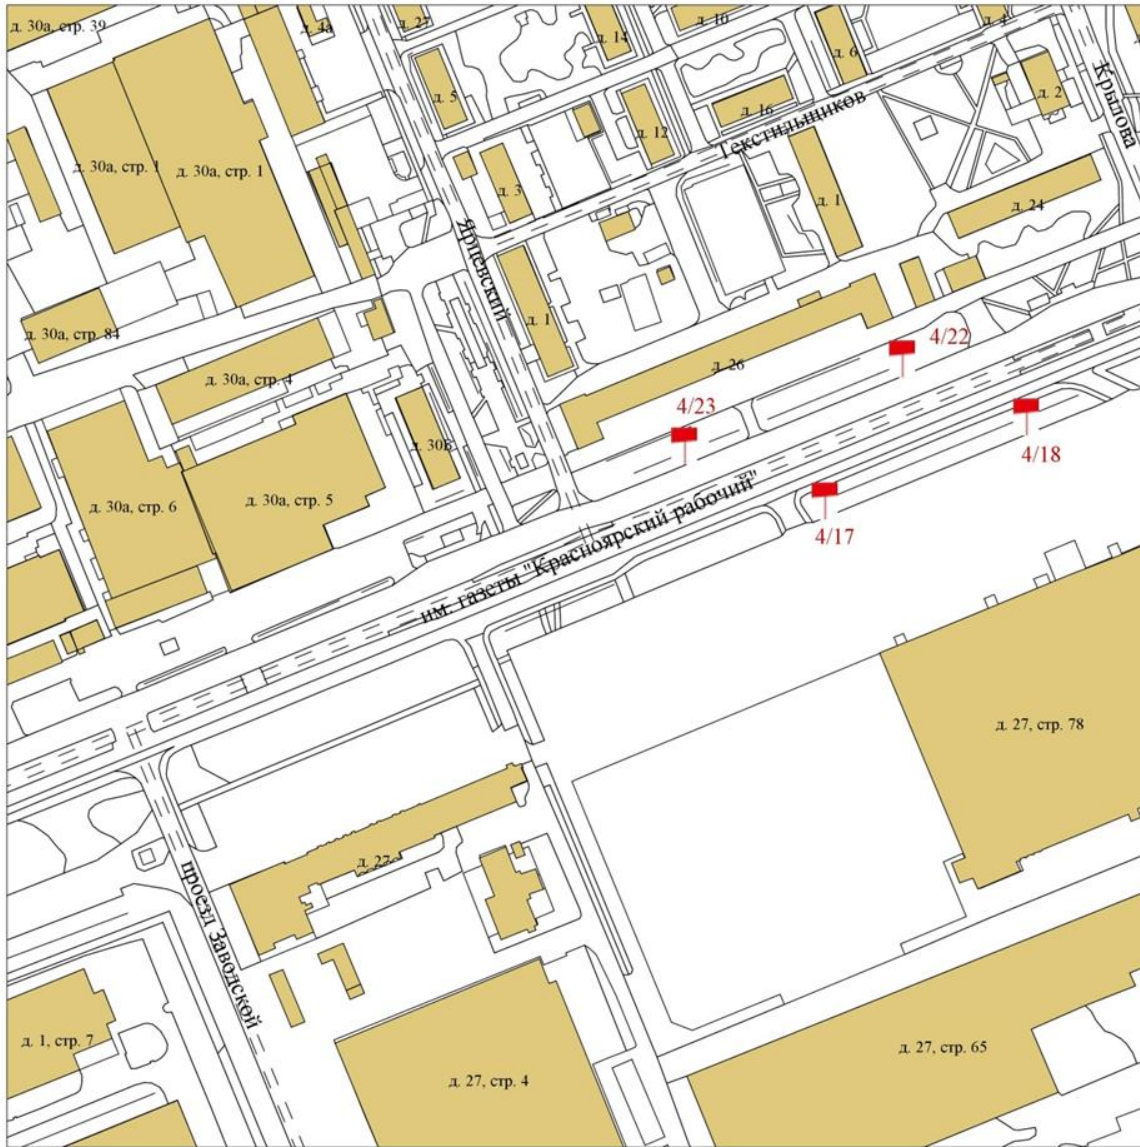 д. 30а, стр. 39
д. 4а
д. 27
д. 14
д. 10
д. 6
д. 4
д. 5
д. 16
д. 2
Крылова
д. 12
Текстильщиков
д. 30а, стр. 1
д. 30а, стр. 1
д. 3
д. 1
д. 24
Ярцевский
д. 1
д. 30а, стр. 84
4/22
д. 26
д. 30а, стр. 4
4/23
д. 30В
4/18
д. 30а, стр. 6
д. 30а, стр. 5
4/17
им. газеты "Красноярский рабочий"
д. 27, стр. 78
д. 27
проезд Заводской
д. 1, стр. 7
д. 27, стр. 65
д. 27, стр. 4